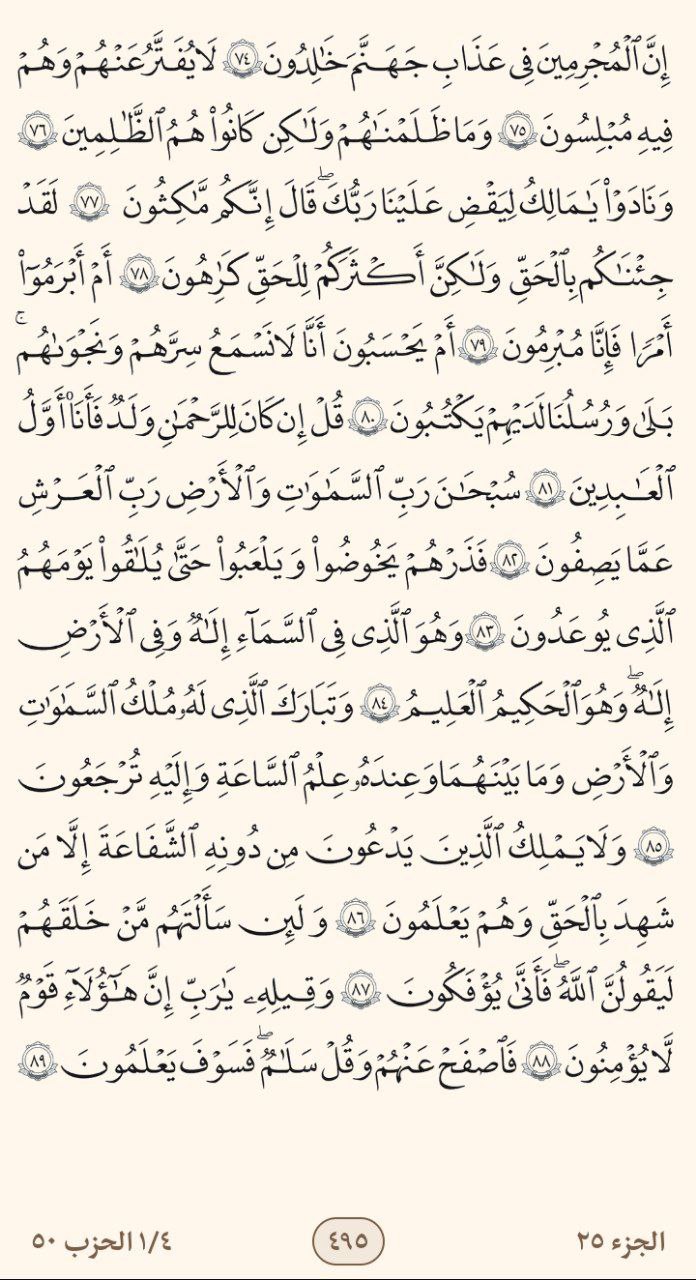 إِنَّ ٱلْمُجْرِمِينَ فِى عَذَابِ جَهَنَّمَ خَٰلِدُونَ ٧٤ لَا يُفَتَّرُ عَنْهُمْ وَهُمْ
فِيهِ مُبْلِسُونَ ٧٥ وَمَا ظَلَمْنَٰهُمْ وَلَٰكِن كَانُوا۟ هُمُ ٱلظَّٰلِمِينَ ٧٦
وَنَادَوْا۟ يَٰمَٰلِكُ لِيَقْضِ عَلَيْنَا رَبُّكَ ۖ قَالَ إِنَّكُم مَّٰكِثُونَ ٧٧ لَقَدْ
جِئْنَٰكُم بِٱلْحَقِّ وَلَٰكِنَّ أَكْثَرَكُمْ لِلْحَقِّ كَٰرِهُونَ ٧٨ أَمْ أَبْرَمُوٓا۟
أَمْرًا فَإِنَّا مُبْرِمُونَ ٧٩ أَمْ يَحْسَبُونَ أَنَّا لَا نَسْمَعُ سِرَّهُمْ وَنَجْوَىٰهُم ۚ
بَلَىٰ وَرُسُلُنَا لَدَيْهِمْ يَكْتُبُونَ ٨٠ قُلْ إِن كَانَ لِلرَّحْمَٰنِ وَلَدٌ فَأَنَا۠ أَوَّلُ
ٱلْعَٰبِدِينَ ٨١ سُبْحَٰنَ رَبِّ ٱلسَّمَٰوَٰتِ وَٱلْأَرْضِ رَبِّ ٱلْعَرْشِ
عَمَّا يَصِفُونَ ٨٢ فَذَرْهُمْ يَخُوضُوا۟ وَيَلْعَبُوا۟ حَتَّىٰ يُلَٰقُوا۟ يَوْمَهُمُ
ٱلَّذِى يُوعَدُونَ ٨٣ وَهُوَ ٱلَّذِى فِى ٱلسَّمَآءِ إِلَٰهٌ وَفِى ٱلْأَرْضِ
إِلَٰهٌ ۖ وَهُوَ ٱلْحَكِيمُ ٱلْعَلِيمُ ٨٤ وَتَبَارَكَ ٱلَّذِى لَهُۥ مُلْكُ ٱلسَّمَٰوَٰتِ
وَٱلْأَرْضِ وَمَا بَيْنَهُمَا وَعِندَهُۥ عِلْمُ ٱلسَّاعَةِ وَإِلَيْهِ تُرْجَعُونَ
٨٥ وَلَا يَمْلِكُ ٱلَّذِينَ يَدْعُونَ مِن دُونِهِ ٱلشَّفَٰعَةَ إِلَّا مَن
شَهِدَ بِٱلْحَقِّ وَهُمْ يَعْلَمُونَ ٨٦ وَلَئِن سَأَلْتَهُم مَّنْ خَلَقَهُمْ
لَيَقُولُنَّ ٱللَّهُ ۖ فَأَنَّىٰ يُؤْفَكُونَ ٨٧ وَقِيلِهِۦ يَٰرَبِّ إِنَّ هَٰٓؤُلَآءِ قَوْمٌ
لَّا يُؤْمِنُونَ ٨٨ فَٱصْفَحْ عَنْهُمْ وَقُلْ سَلَٰمٌ ۖ فَسَوْفَ يَعْلَمُونَ ٨٩
الجزء ٢٥ ٤٩٥ ١/٤ الحزب ٥٠